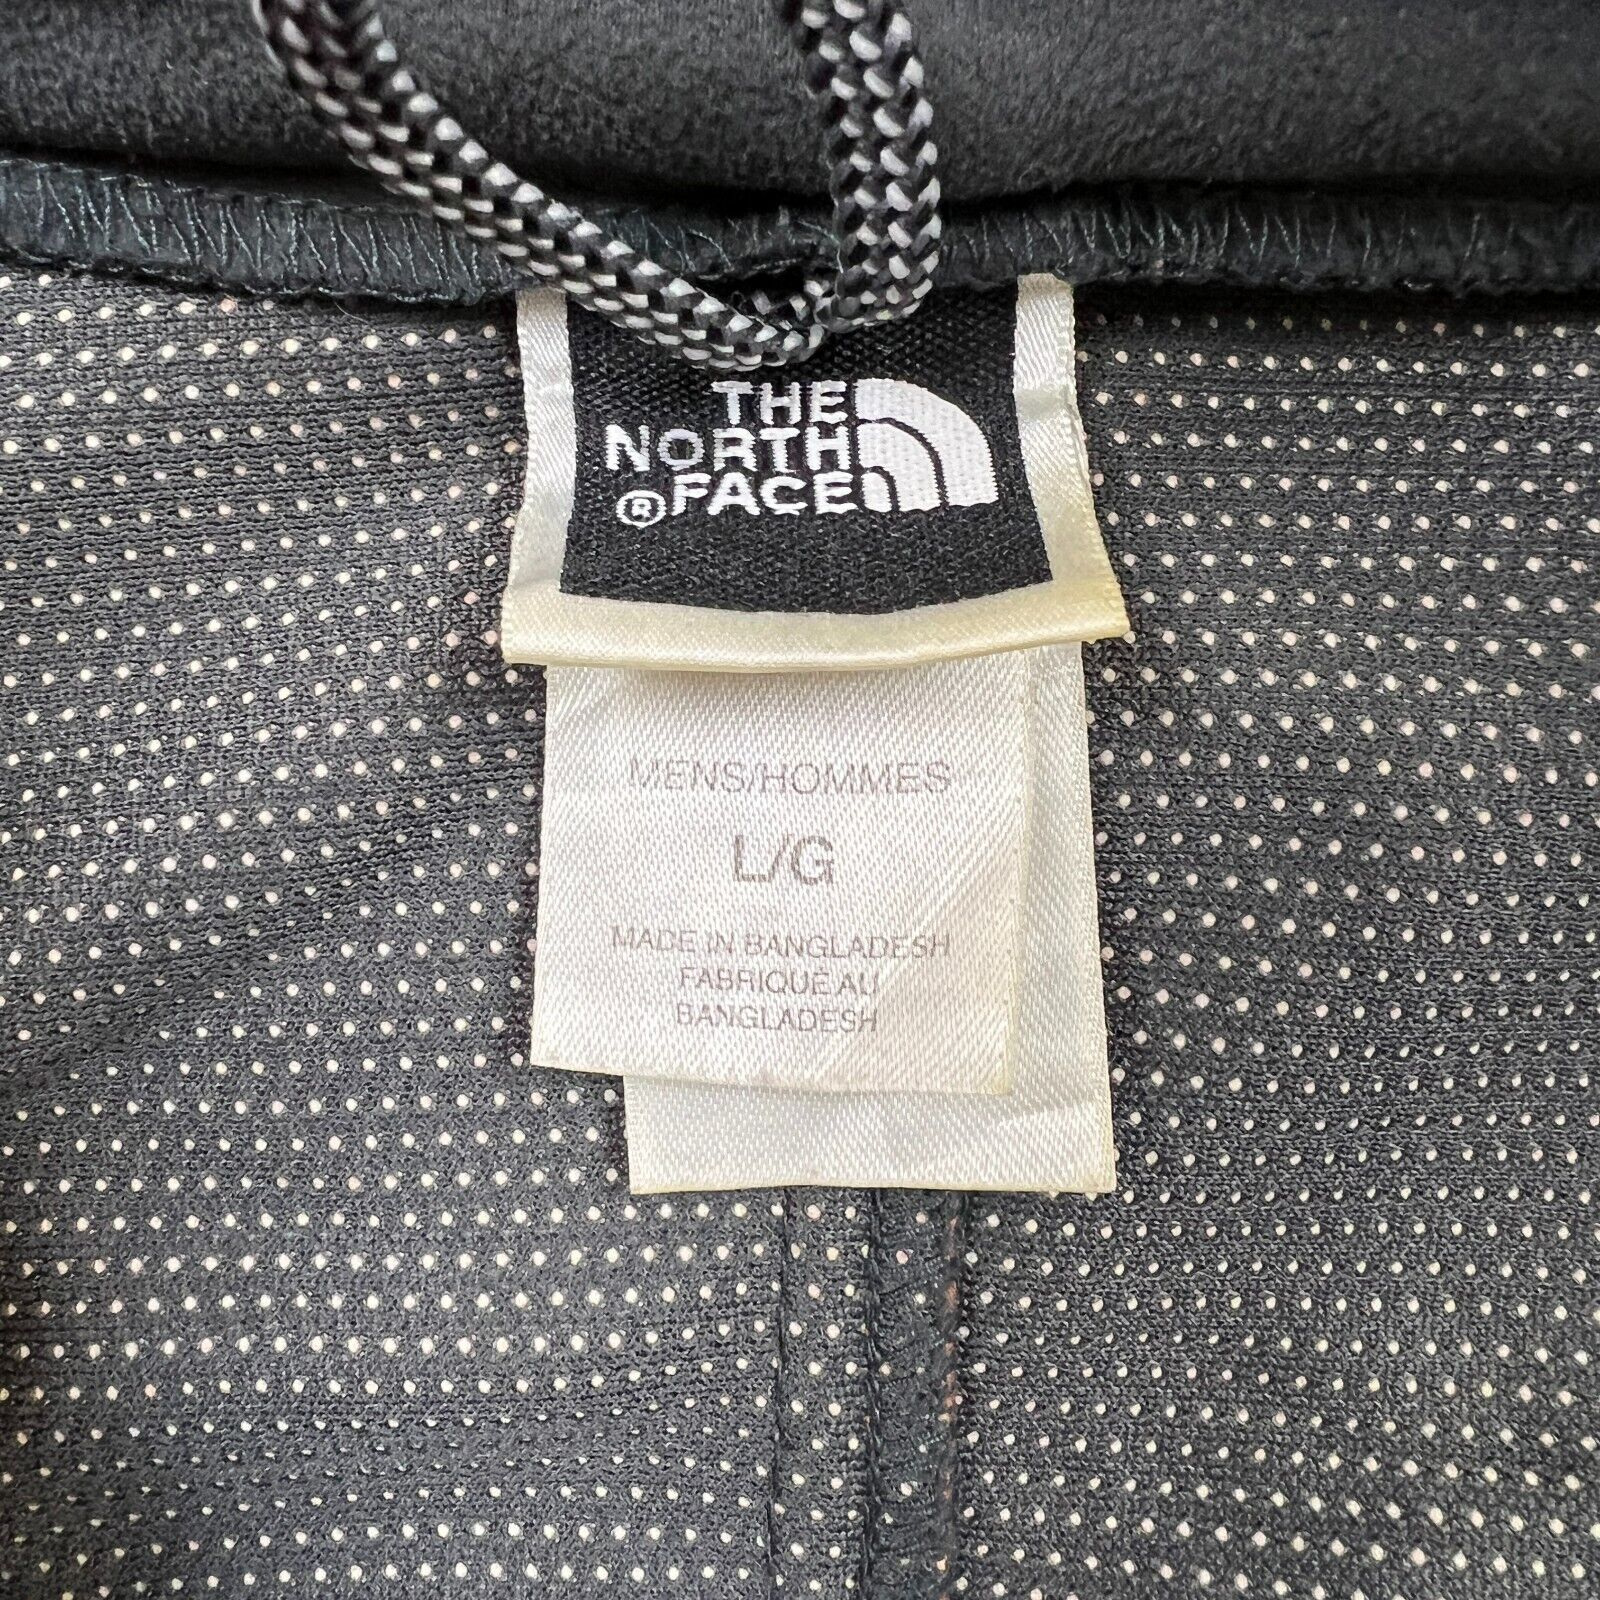 THE
NORTH
®FACE
MENS/HOMMES
L/G
MADE IN BANGLADESH
FABRIQUÉ AU
BANGLADESH